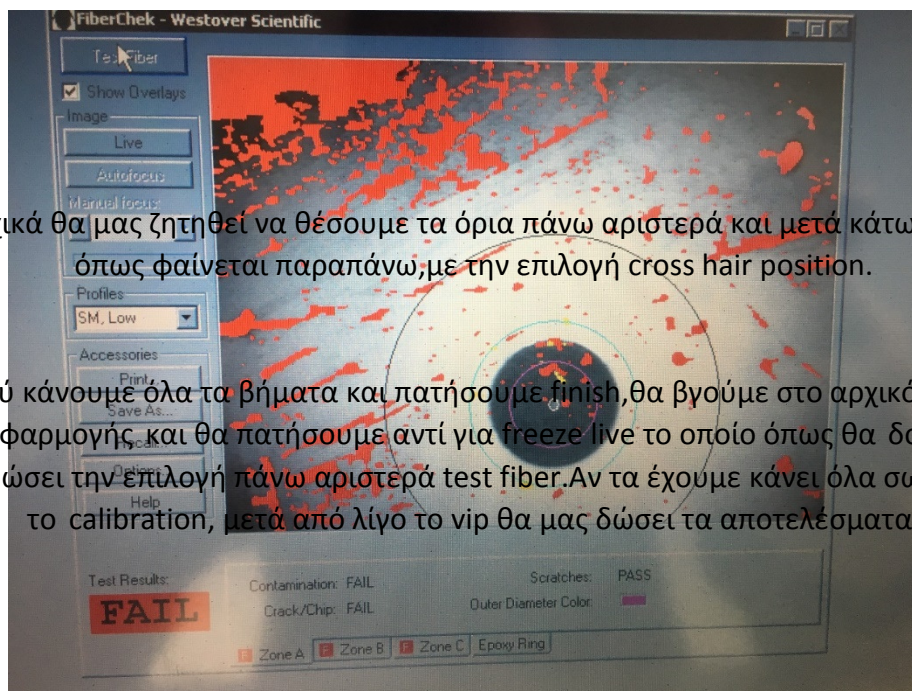 FiberChek - Westover Scientific
Test Fiber
Show Overlays
Image
Live
Autofocus
Manual focus:
θα μας ζητηθεί να θέσουμε τα όρια πάνω αριστερά και μετά κάτω
όπως φαίνεται παραπάνω,με την επιλογή cross hair position.
Profiles
SM, Low
Accessories
Print...
κάνουμε όλα τα βήματα και πατήσουμε finish,θα βγούμε στο αρχικό
Save As...
και θα πατήσουμε αντί για freeze live το οποίο όπως θα
Recall...
την επιλογή πάνω αριστερά test fiber.Αν τα έχουμε κάνει όλα
Options...
Help
το calibration, μετά από λίγο το vip θα μας δώσει τα αποτελέσματα
Test Results:
FAIL
Contamination: FAIL
Scratches: PASS
Crack/Chip: FAIL
Outer Diameter Color:
F Zone A F Zone B F Zone C Epoxy Ring